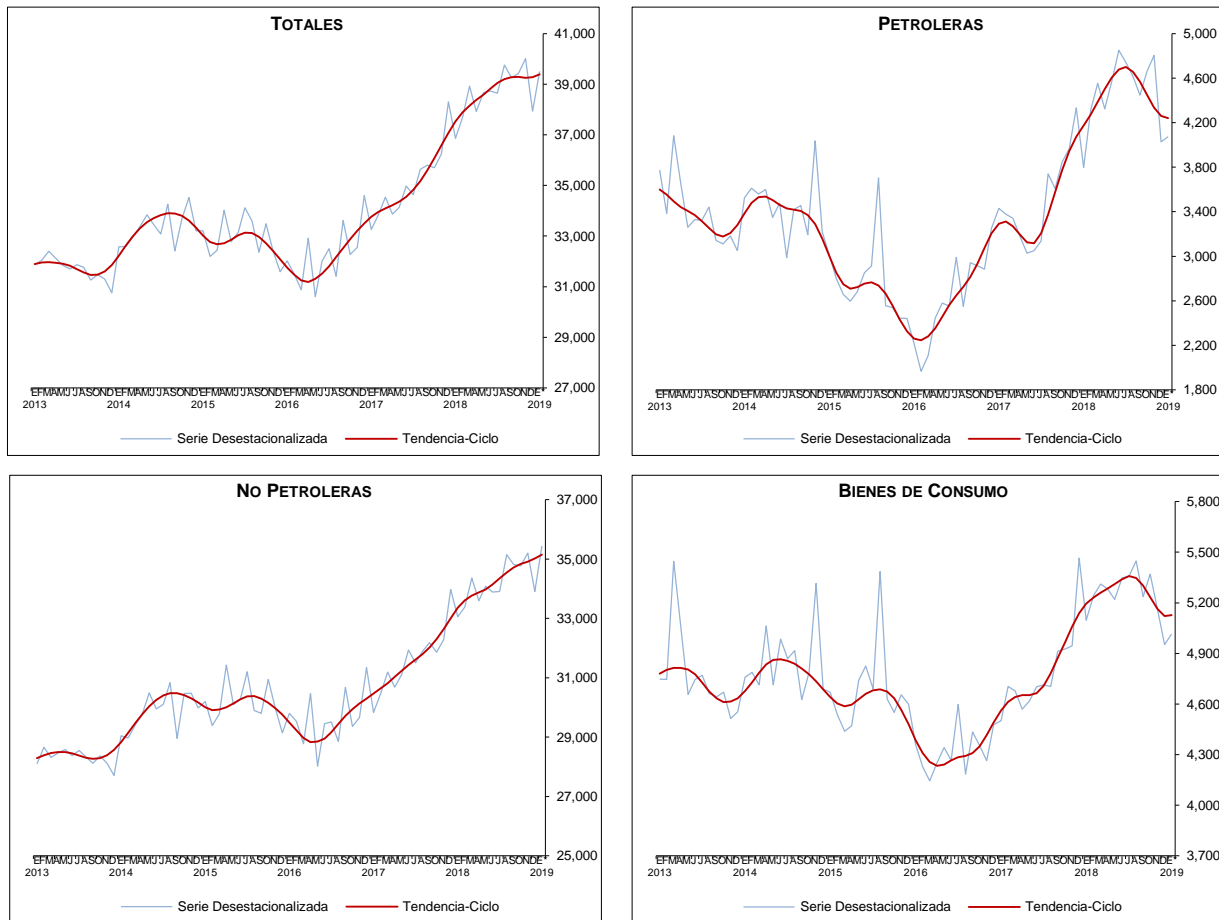 TOTALES
41,000
39,000
37,000
35,000
33,000
31,000
29,000
27,000
2013 2014 2015 2016 2017 2018 2019
Serie Desestacionalizada Tendencia-Ciclo
PETROLERAS
5,000
4,600
4,200
3,800
3,400
3,000
2,600
2,200
1,800
2013 2014 2015 2016 2017 2018 2019
Serie Desestacionalizada Tendencia-Ciclo
NO PETROLERAS
37,000
35,000
33,000
31,000
29,000
27,000
25,000
2013 2014 2015 2016 2017 2018 2019
Serie Desestacionalizada Tendencia-Ciclo
BIENES DE CONSUMO
5,800
5,500
5,200
4,900
4,600
4,300
4,000
3,700
2013 2014 2015 2016 2017 2018 2019
Serie Desestacionalizada Tendencia-Ciclo